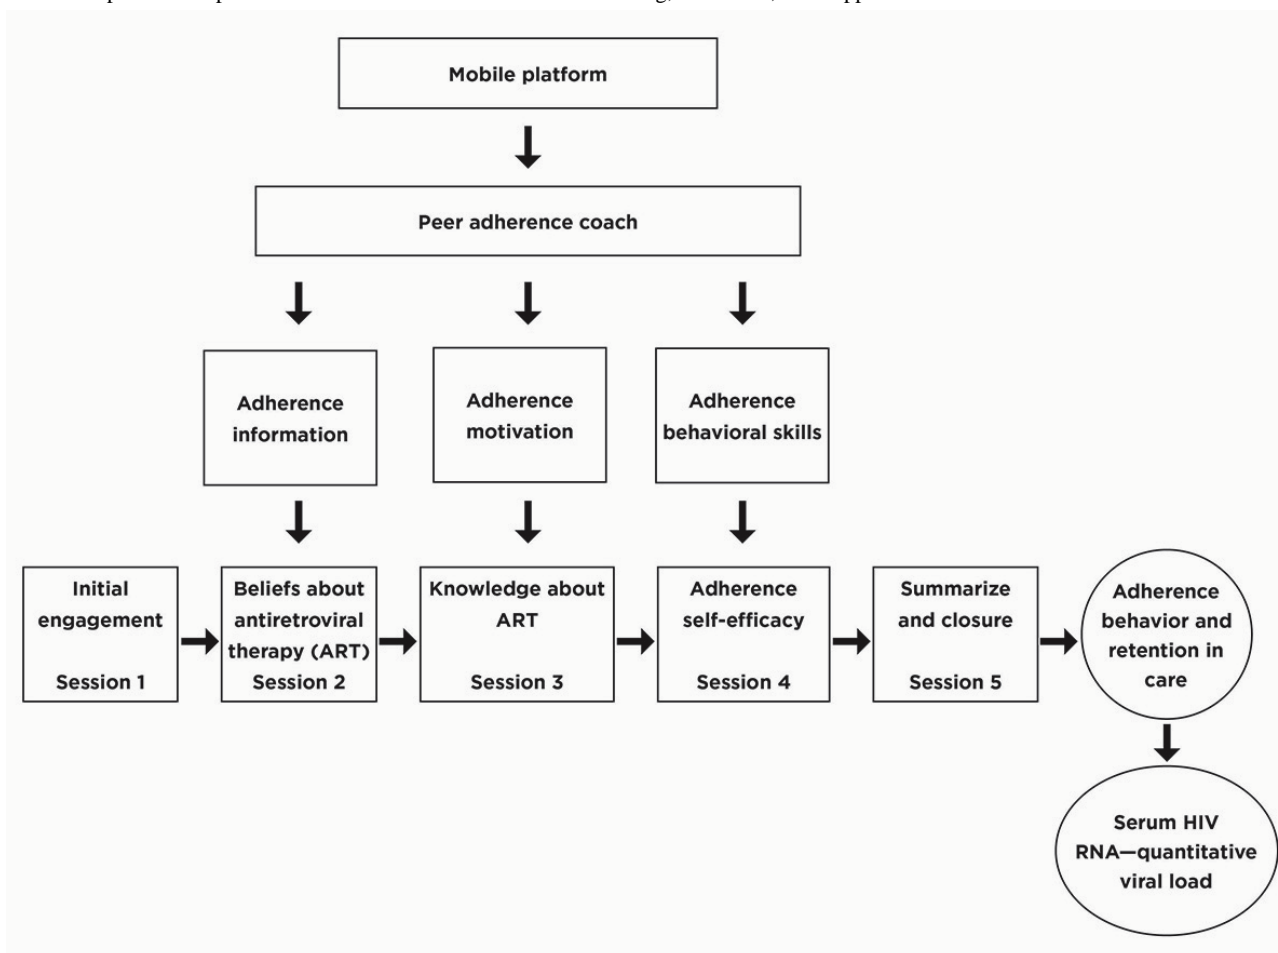 Mobile platform
Peer adherence coach
Adherence
information
Adherence
motivation
Adherence
behavioral skills
Initial
engagement
Session 1
Beliefs about
antiretroviral
therapy (ART)
Session 2
Knowledge about
ART
Session 3
Adherence
self-efficacy
Session 4
Summarize
and closure
Session 5
Adherence
behavior and
retention in
care
Serum HIV
RNA—quantitative
viral load